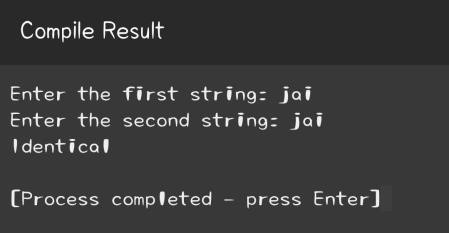 Compile Result
Enter the first string: jai
Enter the second string: jai
Identical
[Process completed - press Enter]